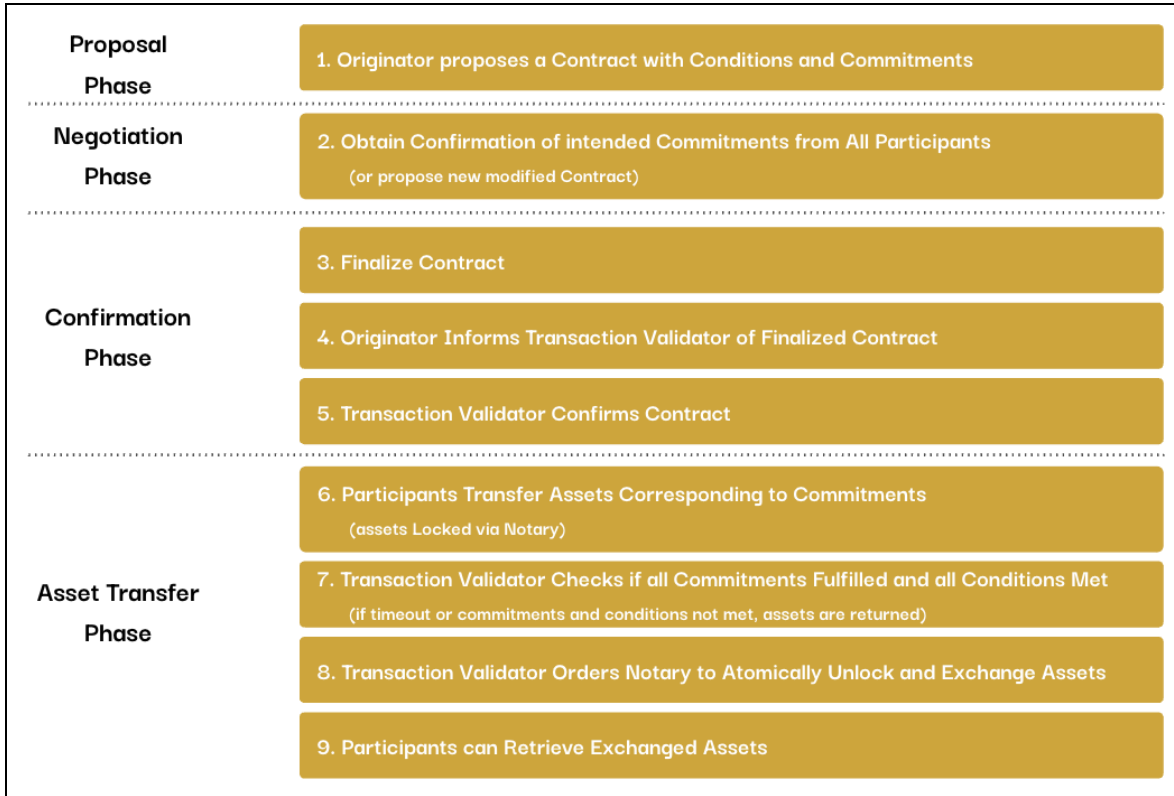 Proposal
Phase
1. Originator proposes a Contract with Conditions and Commitments
Negotiation
Phase
2. Obtain Confirmation of intended Commitments from All Participants
(or propose new modified Contract)
Confirmation
Phase
3. Finalize Contract
4. Originator Informs Transaction Validator of Finalized Contract
5. Transaction Validator Confirms Contract
Asset Transfer
Phase
6. Participants Transfer Assets Corresponding to Commitments
(assets Locked via Notary)
7. Transaction Validator Checks if all Commitments Fulfilled and all Conditions Met
(if timeout or commitments and conditions not met, assets are returned)
8. Transaction Validator Orders Notary to Atomically Unlock and Exchange Assets
9. Participants can Retrieve Exchanged Assets